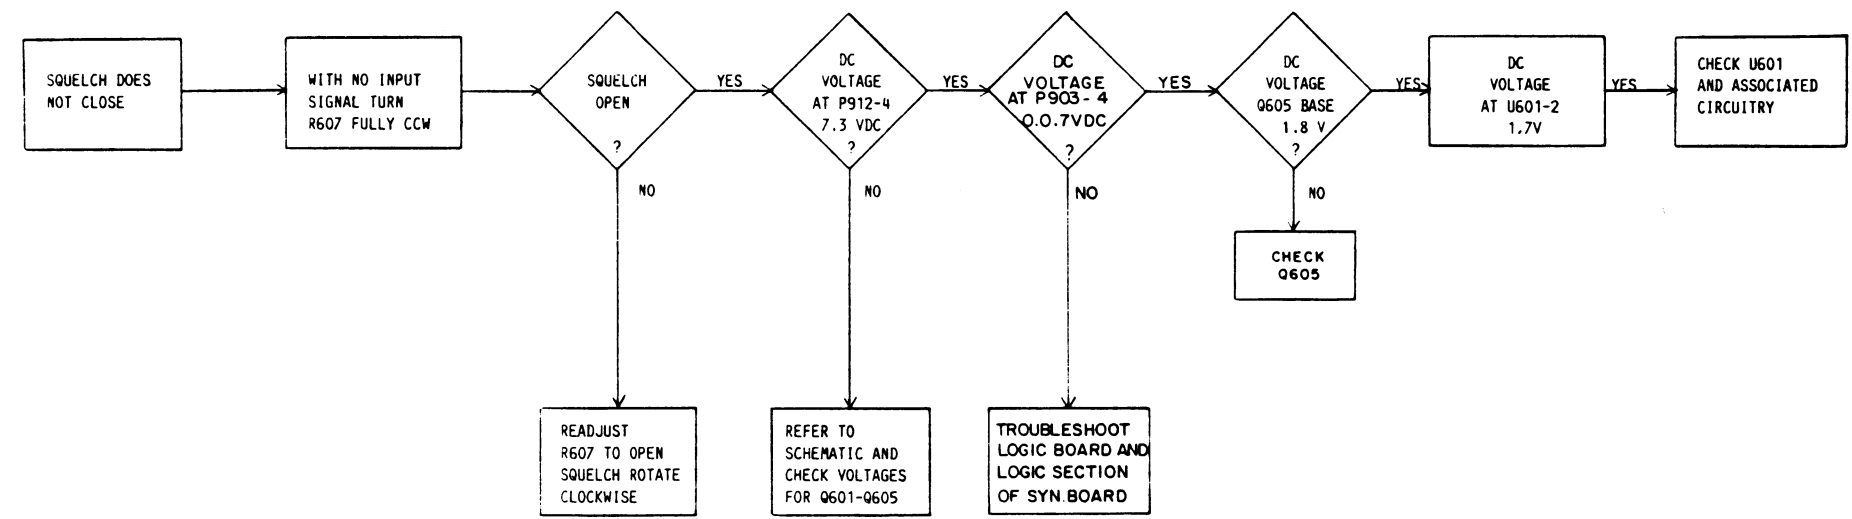 SQUELCH DOES
NOT CLOSE
WITH NO INPUT
SIGNAL TURN
R607 FULLY CCW
SQUELCH
OPEN
?
YES
NO
READJUST
R607 TO OPEN
SQUELCH ROTATE
CLOCKWISE
DC
VOLTAGE
AT P912-4
7.3 VDC
?
YES
NO
REFER TO
SCHEMATIC AND
CHECK VOLTAGES
FOR Q601-Q605
DC
VOLTAGE
AT P903-4
0.0.7VDC
?
YES
NO
TROUBLESHOOT
LOGIC BOARD AND
LOGIC SECTION
OF SYN.BOARD
DC
VOLTAGE
Q605 BASE
1.8 V
?
YES
NO
CHECK
Q605
DC
VOLTAGE
AT U601-2
1.7V
YES
CHECK U601
AND ASSOCIATED
CIRCUITRY